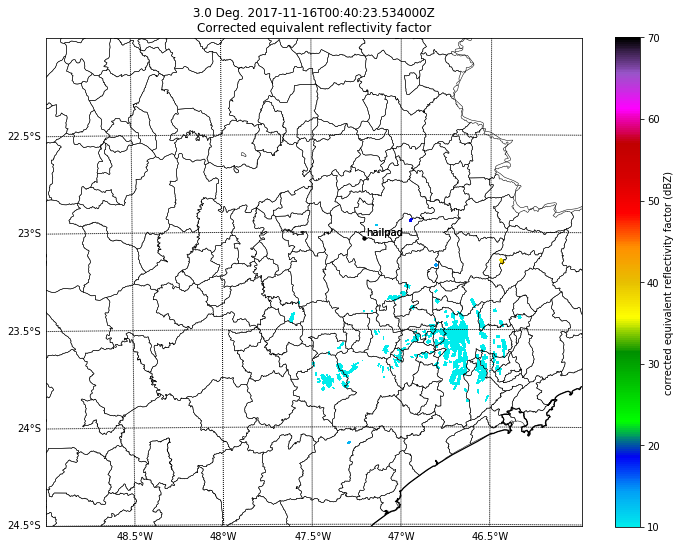 3.0 Deg. 2017-11-16T00:40:23.534000Z
Corrected equivalent reflectivity factor
22.5°S
23°S
23.5°S
24°S
24.5°S
48.5°W
48°W
47.5°W
47°W
46.5°W
hailpad
70
60
50
40
30
20
10
corrected equivalent reflectivity factor (dBZ)